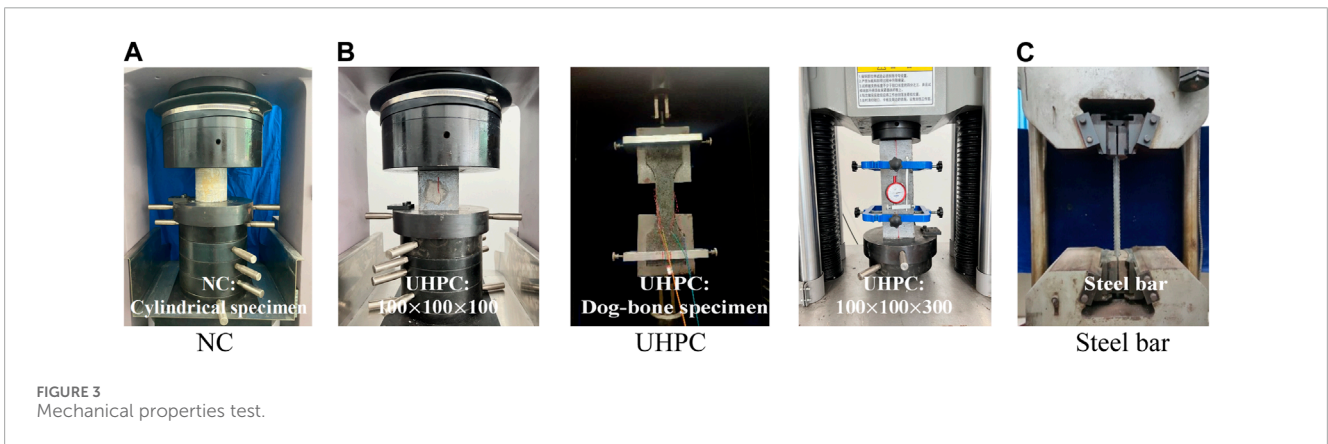 A
B
C
NC:
Cylindrical specimen
UHPC:
100×100×100
UHPC:
Dog-bone specimen
UHPC:
100×100×300
Steel bar
NC
UHPC
Steel bar
FIGURE 3
Mechanical properties test.